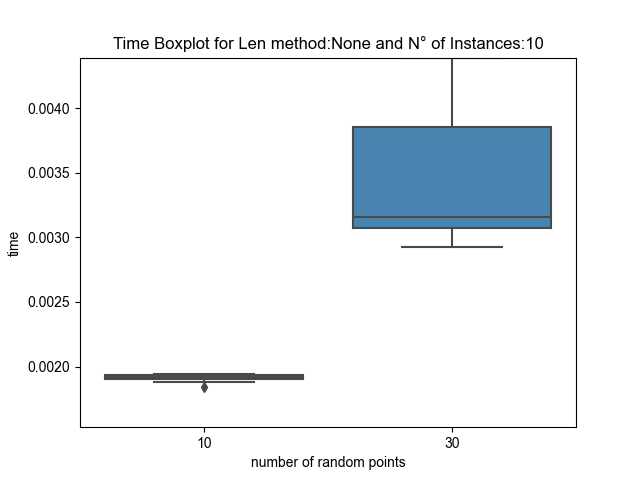 Time Boxplot for Len method:None and N° of Instances:10
0.0040
0.0035
0.0030
0.0025
0.0020
time
10 30
number of random points